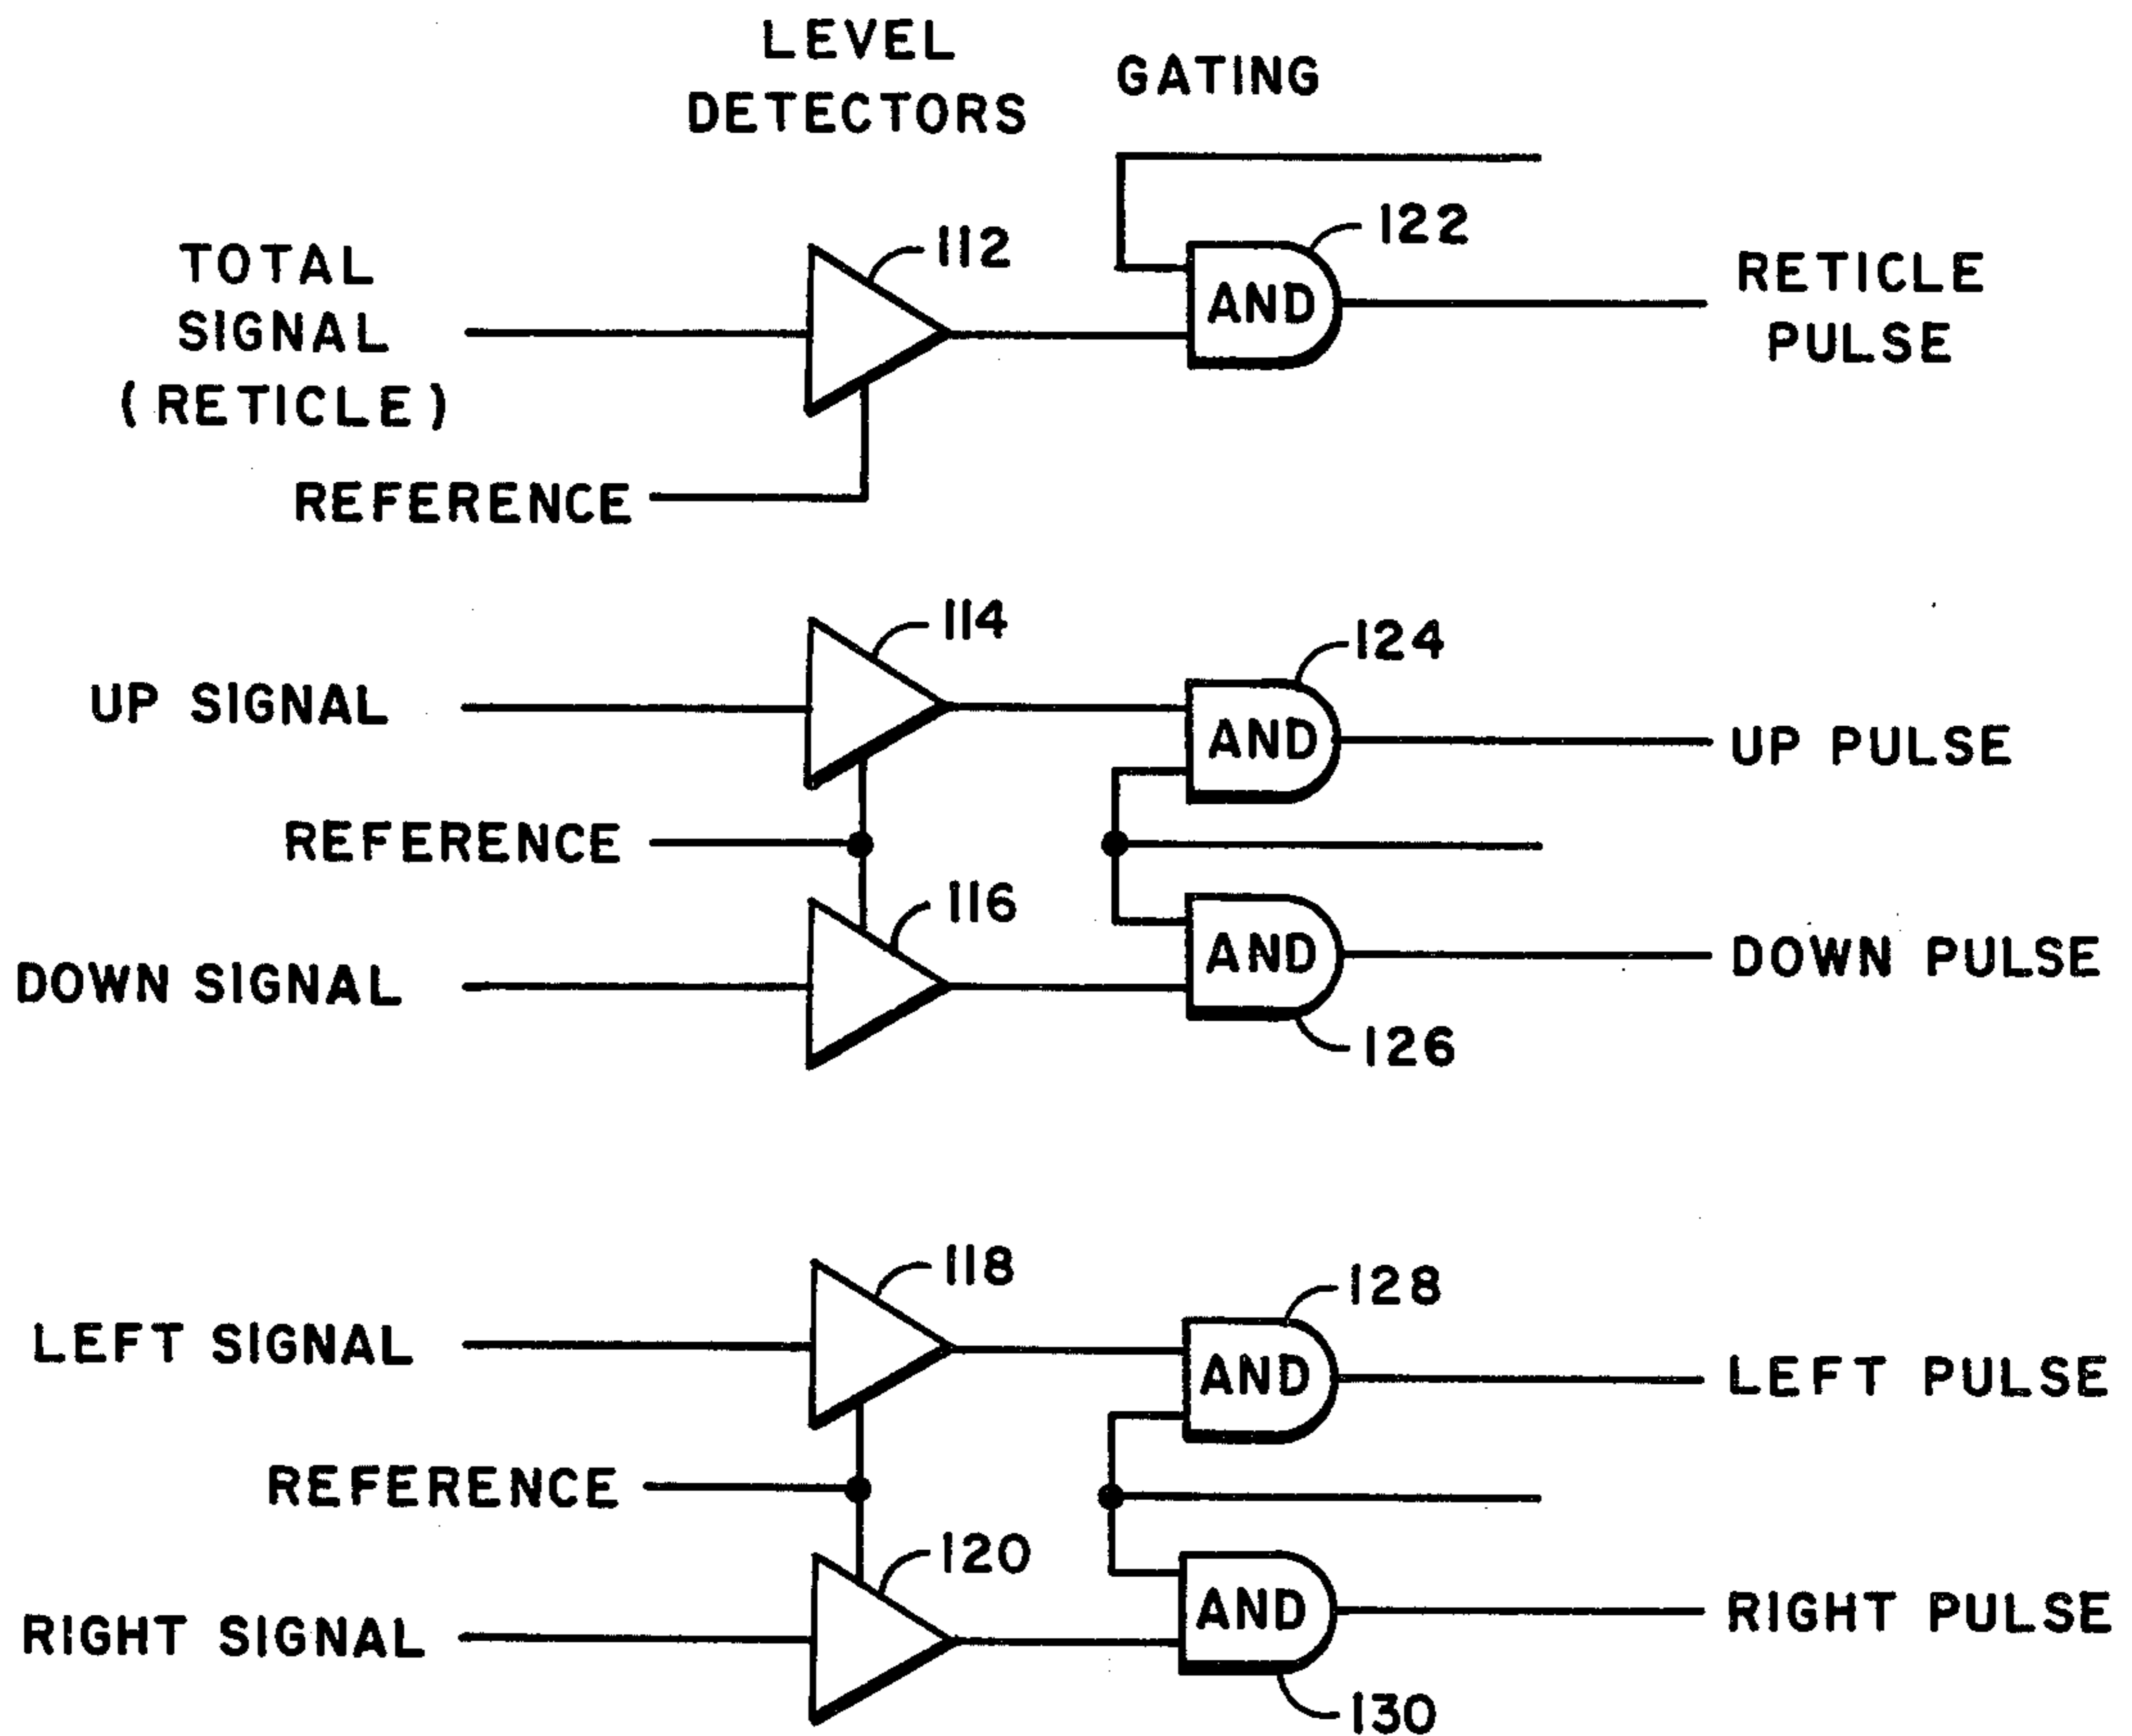 LEVEL
DETECTORS
GATING
112
122
AND
TOTAL
SIGNAL
(RETICLE)
RETICLE
PULSE
REFERENCE
114
124
UP SIGNAL
AND
UP PULSE
REFERENCE
116
DOWN SIGNAL
AND
DOWN PULSE
126
118
128
LEFT SIGNAL
AND
LEFT PULSE
REFERENCE
120
RIGHT SIGNAL
AND
RIGHT PULSE
130